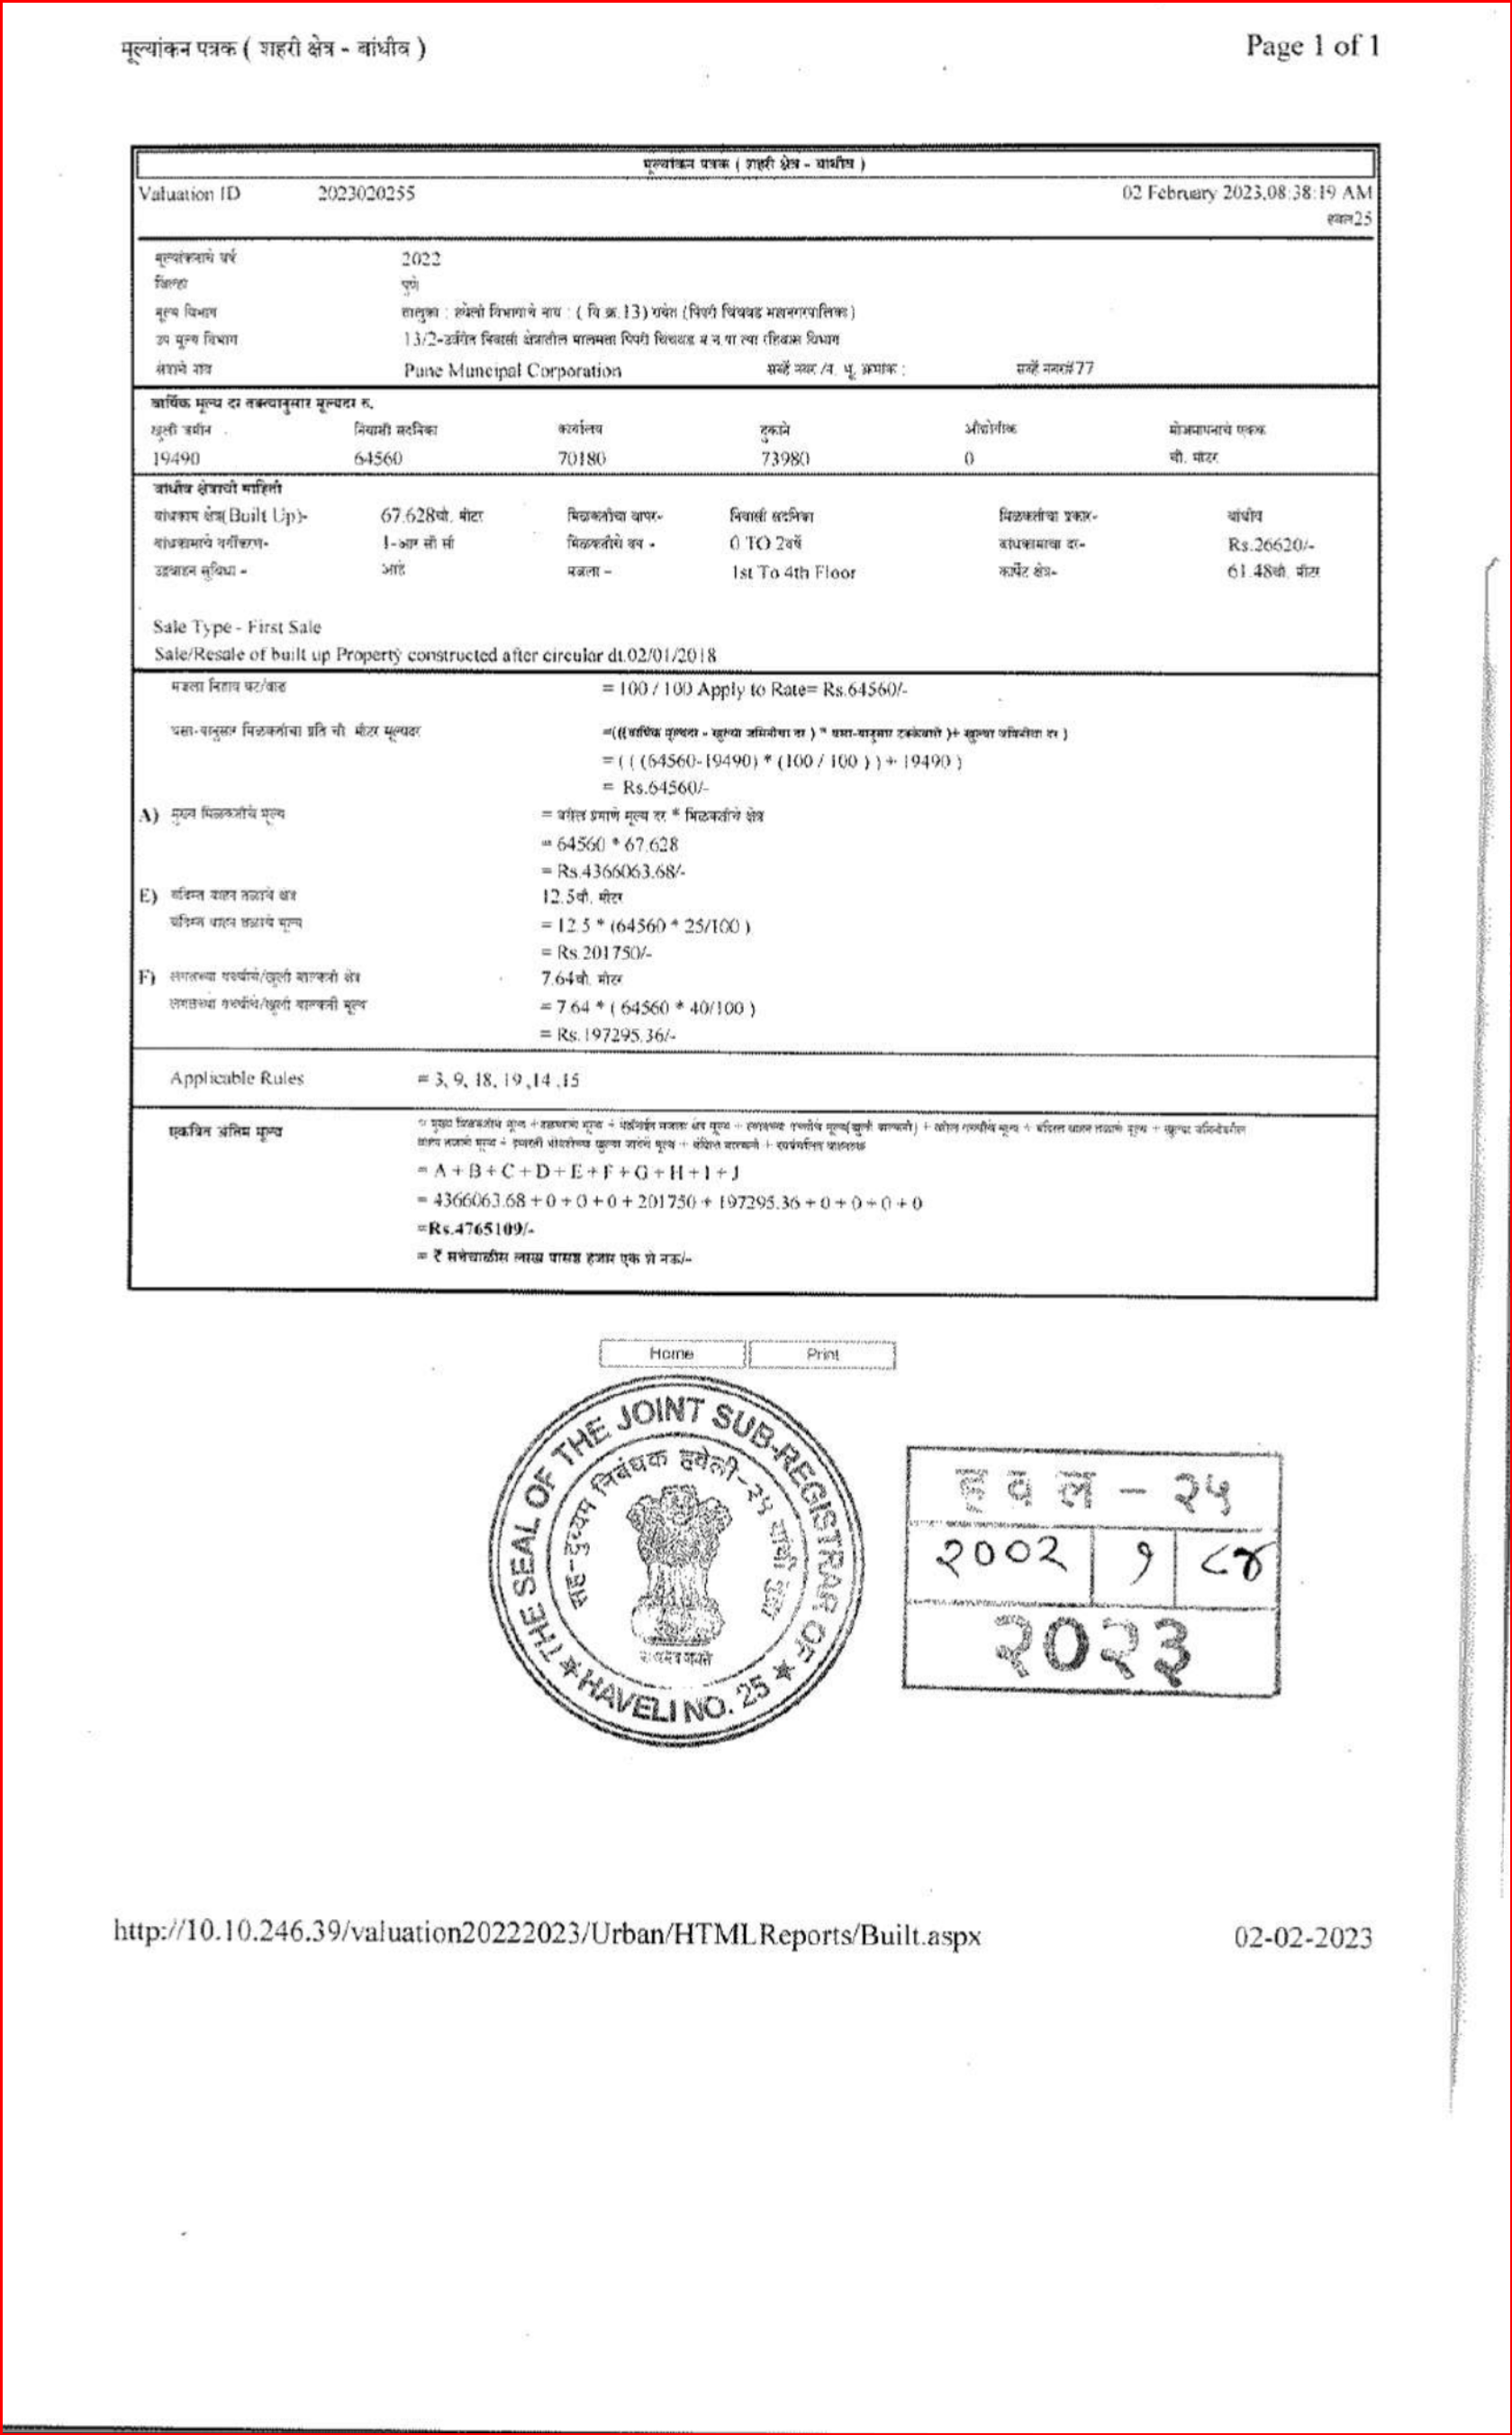 मूल्यांकन पत्रक ( शहरी क्षेत्र - बांधीव ) Page 1 of 1
मूल्यांकन पत्रक ( शहरी क्षेत्र - बांधीव )
Valuation ID 2023020255 02 February 2023,08:38:19 AM
हवल25
मूल्यांकनाचे वर्ष 2022
जिल्हा पुणे
मूल्य विभाग तालुका : हवेली विभागाचे नाव : ( वि क्र. 13) (पिंपरी चिंचवड महानगरपालिका)
उप मूल्य विभाग 13/2-उर्वरित निवासी क्षेत्रातील मालमत्ता पिंपरी चिंचवड विभाग
क्षेत्राचे नाव Pune Muncipal Corporation सर्व्हे नंबर /न. भू. क्रमांक : सर्व्हे नंबर#77
वार्षिक मूल्य दर तक्त्यानुसार मूल्यदर रु.
खुली जमीन निवासी सदनिका कार्यालय दुकाने औद्योगीक मोजमापनाचे एकक
19490 64560 70180 73980 0 चौ. मीटर
बांधीव क्षेत्राची माहिती
बांधकाम क्षेत्र(Built Up)- 67.628चौ. मीटर मिळकतीचा वापर- निवासी सदनिका मिळकतीचा प्रकार- बांधीव
बांधकामाचे वर्गीकरण- 1-आर सी सी मिळकतीचे वय - 0 TO 2वर्षे बांधकामाचा दर- Rs.26620/-
उद्ववाहन सुविधा - आहे मजला - 1st To 4th Floor कार्पेट क्षेत्र- 61.48चौ. मीटर
Sale Type - First Sale
Sale/Resale of built up Property constructed after circular dt.02/01/2018
मजला निहाय घट/वाढ = 100 / 100 Apply to Rate= Rs.64560/-
घसा-यानुसार मिळकतीचा प्रति चौ. मीटर मूल्यदर =(((वार्षिक मूल्यदर - खुल्या जमिनीचा दर ) * घसा-यानुसार टक्केवारी )+ खुल्या जमिनीचा दर )
= ( ( (64560-19490) * (100 / 100 ) ) + 19490 )
= Rs.64560/-
A) मुख्य मिळकतीचे मूल्य = वरील प्रमाणे मूल्य दर * मिळकतीचे क्षेत्र
= 64560 * 67.628
= Rs.4366063.68/-
E) बंदिस्त वाहन तळाचे क्षेत्र 12.5चौ. मीटर
बंदिस्त वाहन तळाचे मूल्य = 12.5 * (64560 * 25/100 )
= Rs.201750/-
F) लगतच्या गच्चीचे/खुली बाल्कनी क्षेत्र 7.64चौ. मीटर
लगतच्या गच्चीचे/खुली बाल्कनी मूल्य = 7.64 * ( 64560 * 40/100 )
= Rs.197295.36/-
Applicable Rules = 3, 9, 18, 19 ,14 ,15
एकत्रित अंतिम मूल्य = मुख्य मिळकतीचे मूल्य + तळघराचे मूल्य + मेझॅनाईन मजला क्षेत्र मूल्य + लगतच्या गच्चीचे मूल्य(खुली बाल्कनी) + वरील गच्चीचे मूल्य + बंदिस्त वाहन तळाचे मूल्य + खुल्या जमिनीवरील
वाहन तळाचे मूल्य + इमारती भोवतीच्या खुल्या जागेचे मूल्य + बंदिस्त बाल्कनी + स्वयंचलित वाहनतळ
= A + B + C + D + E + F + G + H + I + J
= 4366063.68 + 0 + 0 + 0 + 201750 + 197295.36 + 0 + 0 + 0 + 0
=Rs.4765109/-
= ₹ सत्तेचाळीस लाख पासष्ट हजार एक शे नऊ/-
Home Print
THE SEAL OF THE JOINT SUB-REGISTRAR OF
सह-दुय्यम निबंधक हवेली-२५ यांची मुद्रा
सत्यमेव जयते
★ HAVELI NO. 25 ★
ह व ल - २५
२००२ १ ८४
२०२३
http://10.10.246.39/valuation20222023/Urban/HTMLReports/Built.aspx 02-02-2023